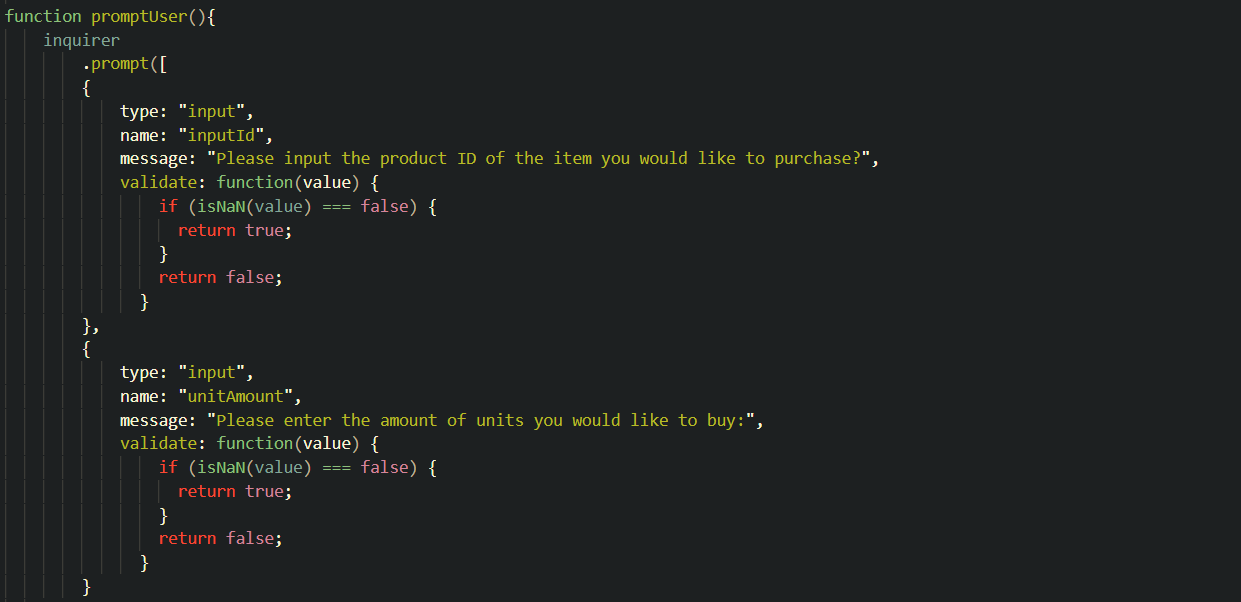 function promptUser(){
    inquirer
        .prompt([
        {
            type: "input",
            name: "inputId",
            message: "Please input the product ID of the item you would like to purchase?",
            validate: function(value) {
                if (isNaN(value) === false) {
                  return true;
                }
                return false;
              }
        },
        {
            type: "input",
            name: "unitAmount",
            message: "Please enter the amount of units you would like to buy:",
            validate: function(value) {
                if (isNaN(value) === false) {
                  return true;
                }
                return false;
              }
        }